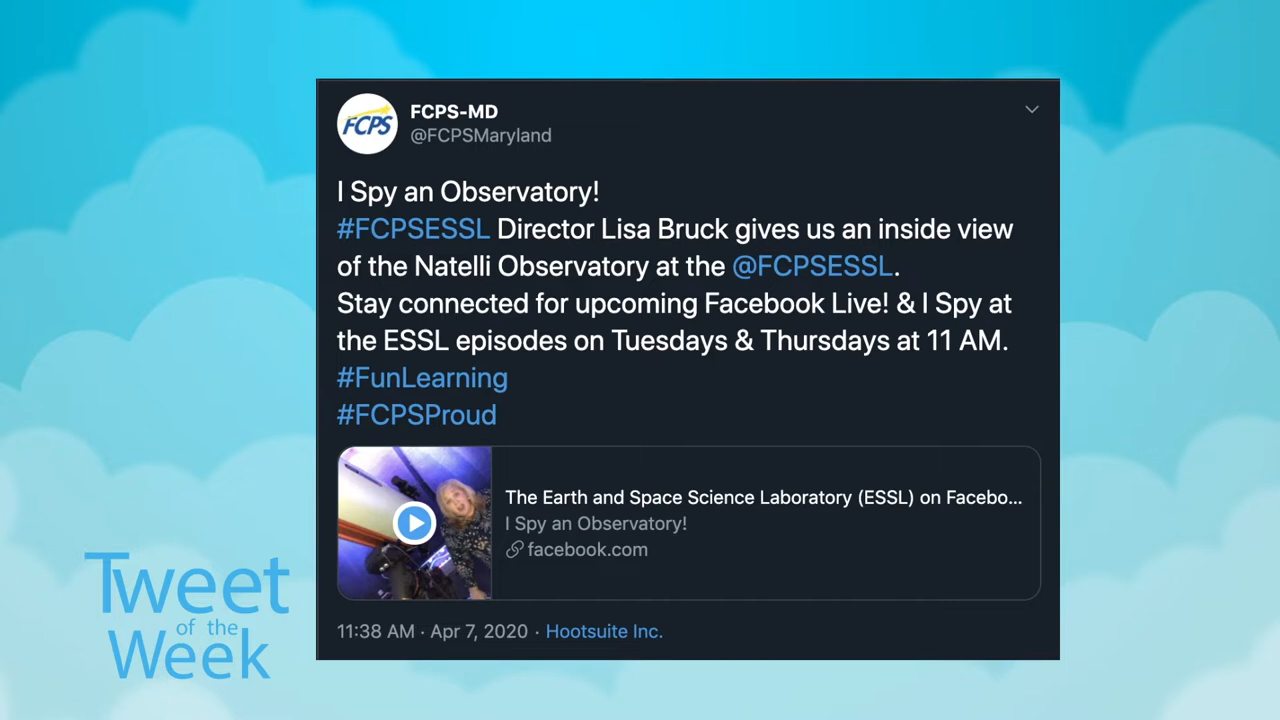 FCPS
FCPS-MD
@FCPSMaryland
I Spy an Observatory!
#FCPSESSL Director Lisa Bruck gives us an inside view
of the Natelli Observatory at the @FCPSESSL.
Stay connected for upcoming Facebook Live! & I Spy at
the ESSL episodes on Tuesdays & Thursdays at 11 AM.
#FunLearning
#FCPSProud
The Earth and Space Science Laboratory (ESSL) on Facebo...
I Spy an Observatory!
facebook.com
11:38 AM · Apr 7, 2020 · Hootsuite Inc.
Tweet
of the
Week